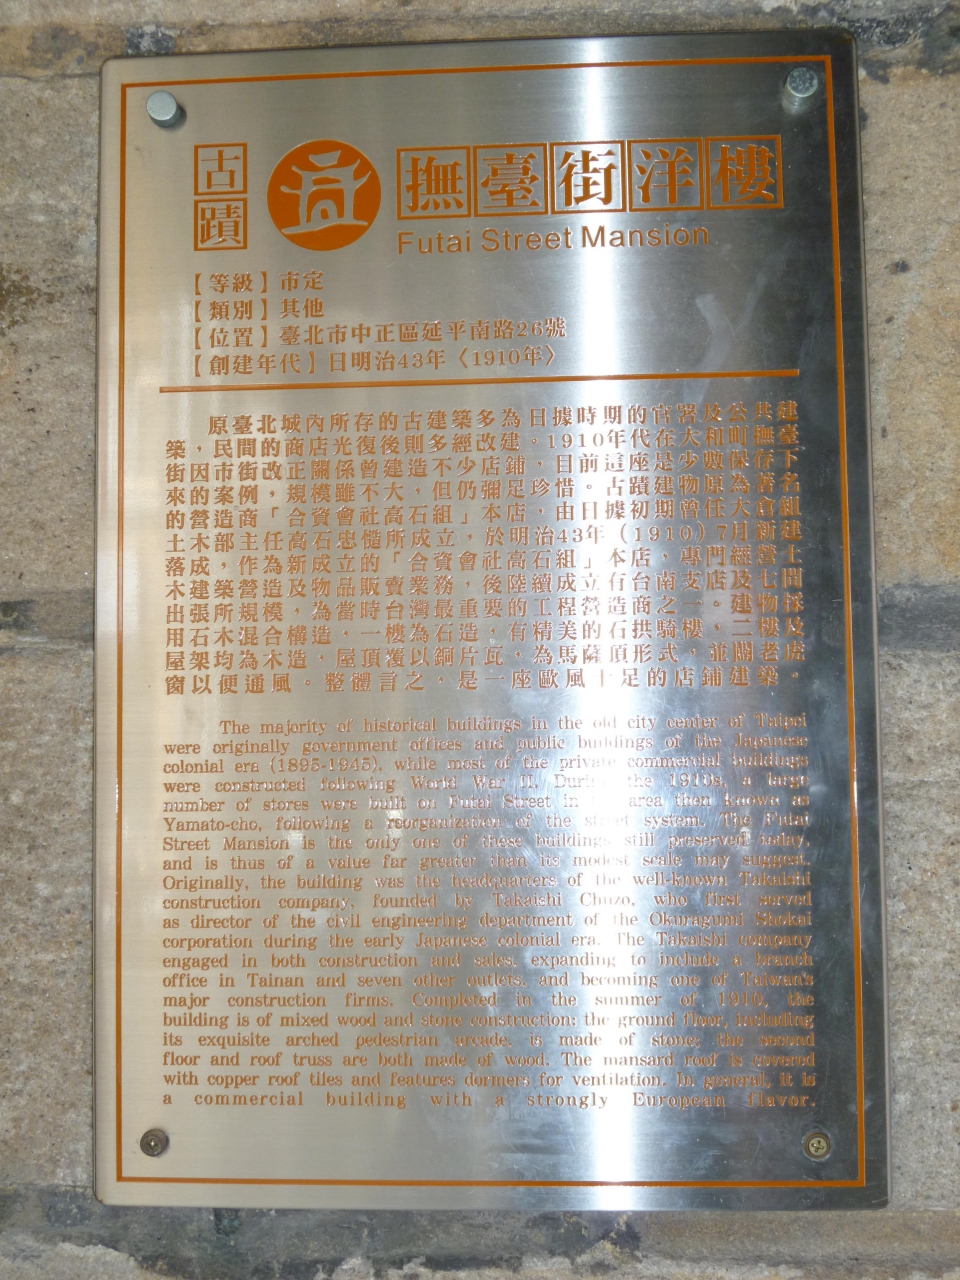 古蹟
撫臺街洋樓
Futai Street Mansion
【等級】市定
【類別】其他
【位置】臺北市中正區延平南路26號
【創建年代】日明治43年〈1910年〉
原臺北城內所存的古建築多為日據時期的官署及公共建
築，民間的商店光復後則多經改建。1910年代在大和町撫臺
街因市街改正關係曾建造不少店鋪，目前這座是少數保存下
來的案例，規模雖不大，但仍彌足珍惜。古蹟建物原為著名
的營造商「合資會社高石組」本店，由日據初期曾任大倉組
土木部主任高石忠慥所成立，於明治43年（1910）7月新建
落成，作為新成立的「合資會社高石組」本店，專門經營土
木建築營造及物品販賣業務，後陸續成立有台南支店及七間
出張所規模，為當時台灣最重要的工程營造商之一。建物採
用石木混合構造，一樓為石造，有精美的石拱騎樓，二樓及
屋架均為木造，屋頂覆以銅片瓦，為馬薩頂形式，並開老虎
窗以便通風。整體言之，是一座歐風十足的店鋪建築。
The majority of historical buildings in the old city center of Taipei
were originally government offices and public buildings of the Japanese
colonial era (1895-1945), while most of the private commercial buildings
were constructed following World War II. During the 1910s, a large
number of stores were built on Futai Street in area then known as
Yamato-cho, following a reorganization of the street system. The Futai
Street Mansion is the only one of these buildings still preserved today,
and is thus of a value far greater than its modest scale may suggest.
Originally, the building was the headquarters of the well-known Takaishi
construction company, founded by Takaishi Chuzo, who first served
as director of the civil engineering department of the Okuragumi Shokai
corporation during the early Japanese colonial era. The Takaishi company
engaged in both construction and sales, expanding to include a branch
office in Tainan and seven other outlets, and becoming one of Taiwan's
major construction firms. Completed in the summer of 1910, the
building is of mixed wood and stone construction: the ground floor, including
its exquisite arched pedestrian arcade, is made of stone; the second
floor and roof truss are both made of wood. The mansard roof is covered
with copper roof tiles and features dormers for ventilation. In general, it is
a commercial building with a strongly European flavor.